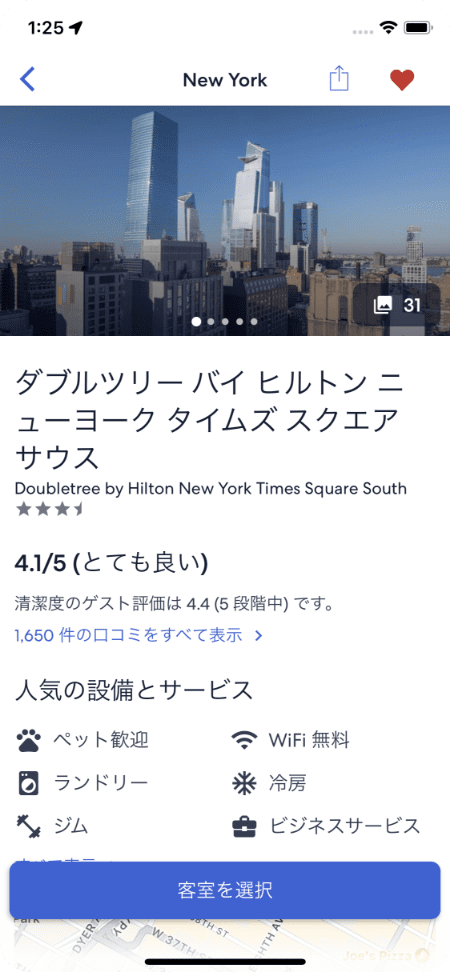 1:25
New York
31
ダブルツリー バイ ヒルトン ニ
ューヨーク タイムズ スクエア
サウス
Doubletree by Hilton New York Times Square South
4.1/5 (とても良い)
清潔度のゲスト評価は 4.4 (5 段階中) です。
1,650 件の口コミをすべて表示
人気の設備とサービス
ペット歓迎
WiFi 無料
ランドリー
冷房
ジム
ビジネスサービス
客室を選択
W 37TH ST
Joe's Pizza